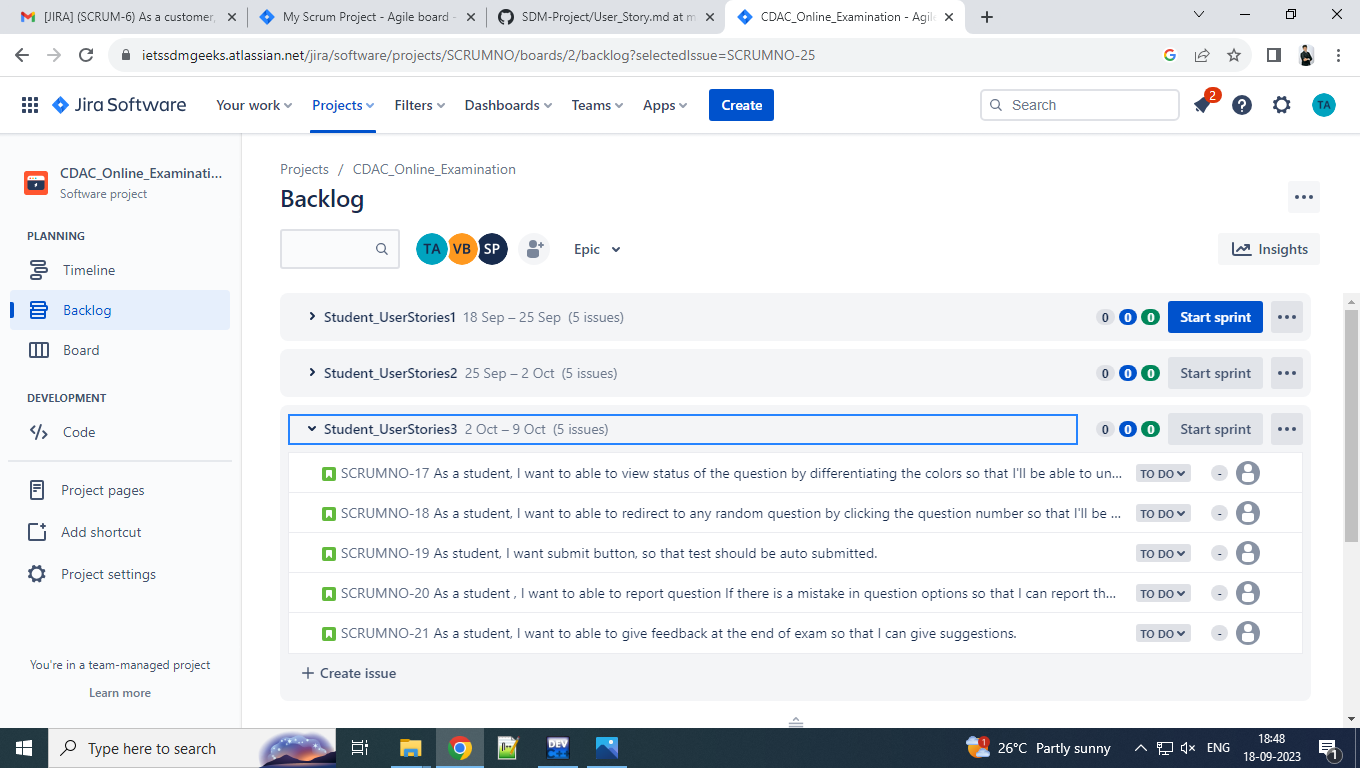 [JIRA] (SCRUM-6) As a customer,
My Scrum Project - Agile board -
SDM-Project/User_Story.md at m
CDAC_Online_Examination - Agil
ietssdmgeeks.atlassian.net/jira/software/projects/SCRUMNO/boards/2/backlog?selectedIssue=SCRUMNO-25
Jira Software Your work Projects Filters Dashboards Teams Apps Create Search 2 TA
CDAC_Online_Examinati...
Software project
PLANNING
Timeline
Backlog
Board
DEVELOPMENT
Code
Project pages
Add shortcut
Project settings
You're in a team-managed project
Learn more
Projects / CDAC_Online_Examination
Backlog
TA VB SP Epic Insights
Student_UserStories1 18 Sep – 25 Sep (5 issues) 0 0 0 Start sprint
Student_UserStories2 25 Sep – 2 Oct (5 issues) 0 0 0 Start sprint
Student_UserStories3 2 Oct – 9 Oct (5 issues) 0 0 0 Start sprint
SCRUMNO-17 As a student, I want to able to view status of the question by differentiating the colors so that I'll be able to un... TO DO -
SCRUMNO-18 As a student, I want to able to redirect to any random question by clicking the question number so that I'll be ... TO DO -
SCRUMNO-19 As student, I want submit button, so that test should be auto submitted. TO DO -
SCRUMNO-20 As a student , I want to able to report question If there is a mistake in question options so that I can report th... TO DO -
SCRUMNO-21 As a student, I want to able to give feedback at the end of exam so that I can give suggestions. TO DO -
+ Create issue
Type here to search
DEV
1
26°C Partly sunny
ENG
18:48
18-09-2023
1